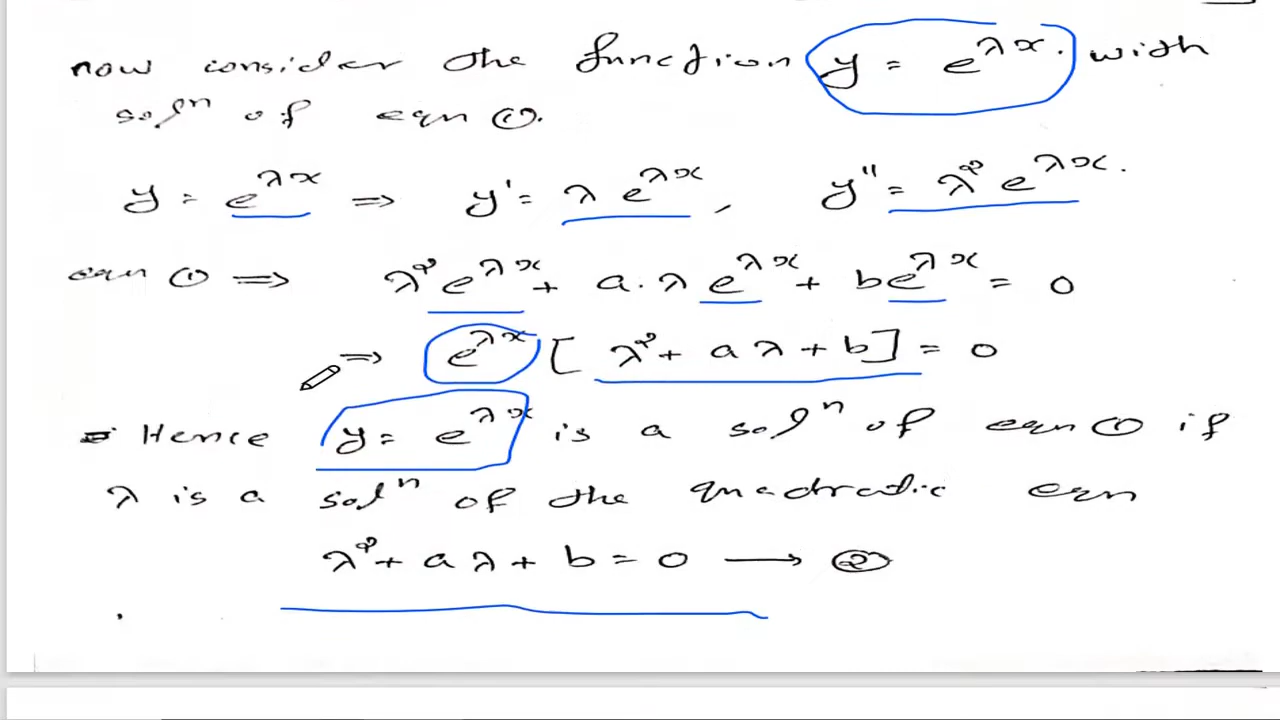 now consider the function y = e^{λx}. with
solⁿ of eqn ①.
y = e^{λx} ⇒ y' = λ e^{λx}, y'' = λ² e^{λx}.
eqn ① ⇒ λ² e^{λx} + a.λ e^{λx} + b e^{λx} = 0
⇒ e^{λx} [ λ² + a λ + b ] = 0
Hence y = e^{λx} is a solⁿ of eqn ① if
λ is a solⁿ of the quadratic eqn
λ² + a λ + b = 0 → ②